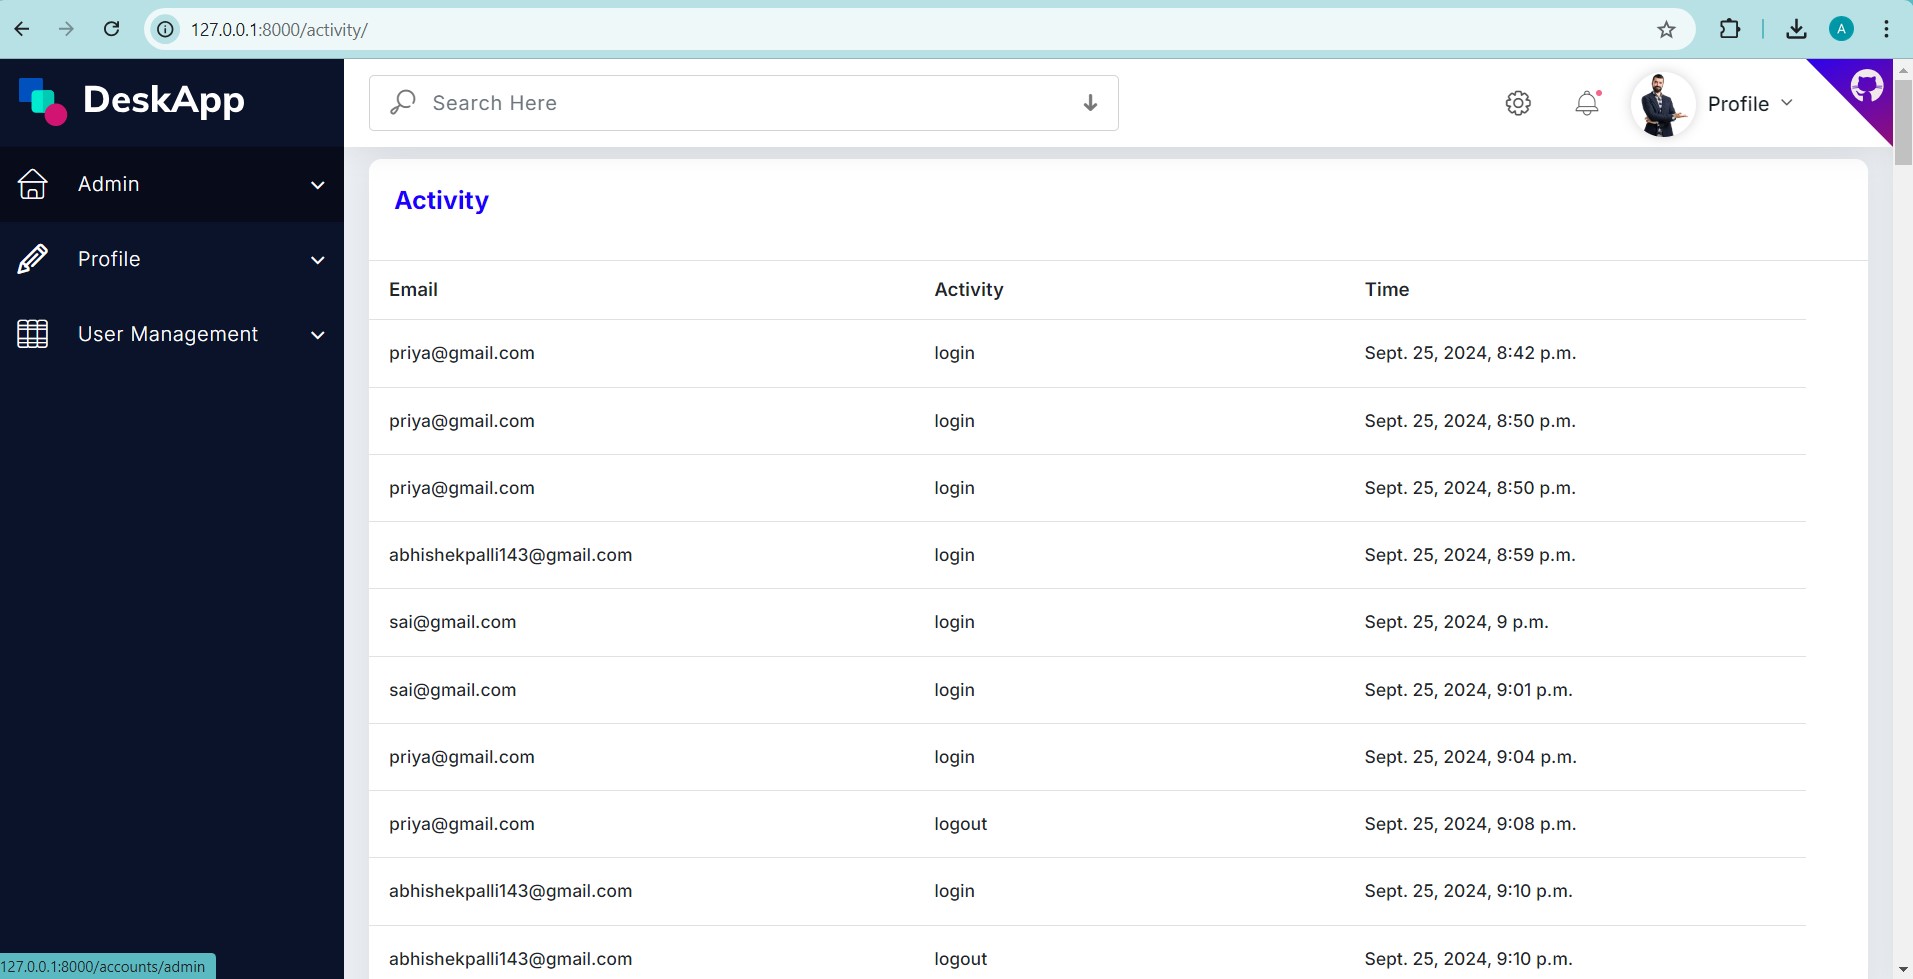 127.0.0.1:8000/activity/
A
DeskApp
Search Here
Profile
Admin
Profile
User Management
Activity
Email Activity Time
priya@gmail.com login Sept. 25, 2024, 8:42 p.m.
priya@gmail.com login Sept. 25, 2024, 8:50 p.m.
priya@gmail.com login Sept. 25, 2024, 8:50 p.m.
abhishekpalli143@gmail.com login Sept. 25, 2024, 8:59 p.m.
sai@gmail.com login Sept. 25, 2024, 9 p.m.
sai@gmail.com login Sept. 25, 2024, 9:01 p.m.
priya@gmail.com login Sept. 25, 2024, 9:04 p.m.
priya@gmail.com logout Sept. 25, 2024, 9:08 p.m.
abhishekpalli143@gmail.com login Sept. 25, 2024, 9:10 p.m.
abhishekpalli143@gmail.com logout Sept. 25, 2024, 9:10 p.m.
127.0.0.1:8000/accounts/admin